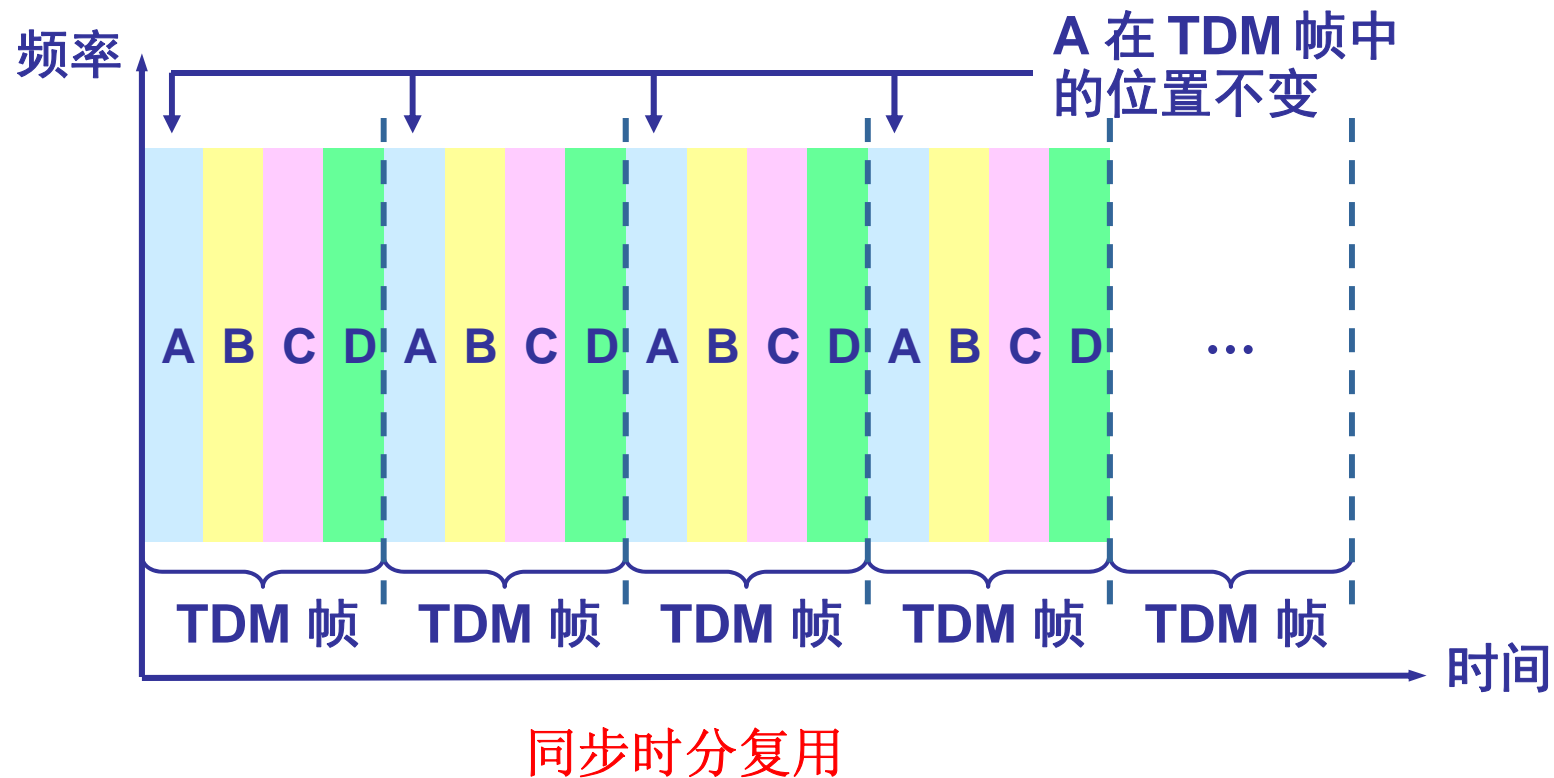 频率
A 在 TDM 帧中
的位置不变
A B C D A B C D A B C D A B C D …
TDM 帧 TDM 帧 TDM 帧 TDM 帧 TDM 帧
时间
同步时分复用